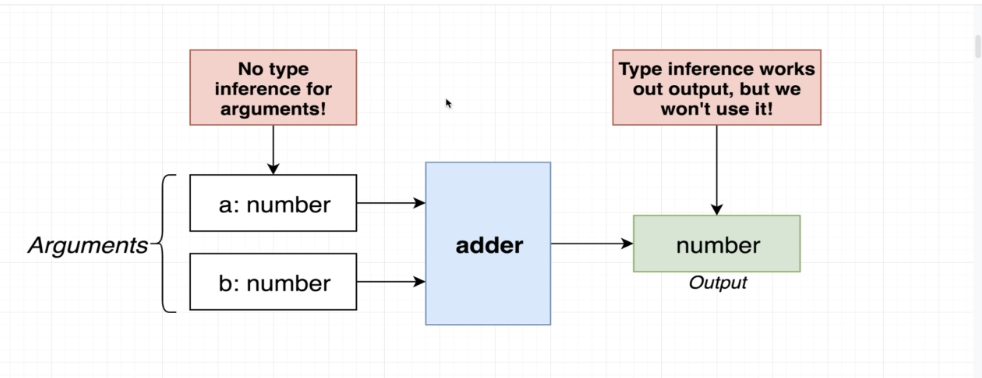 No type
inference for
arguments!
Type inference works
out output, but we
won't use it!
Arguments
a: number
b: number
adder
number
Output